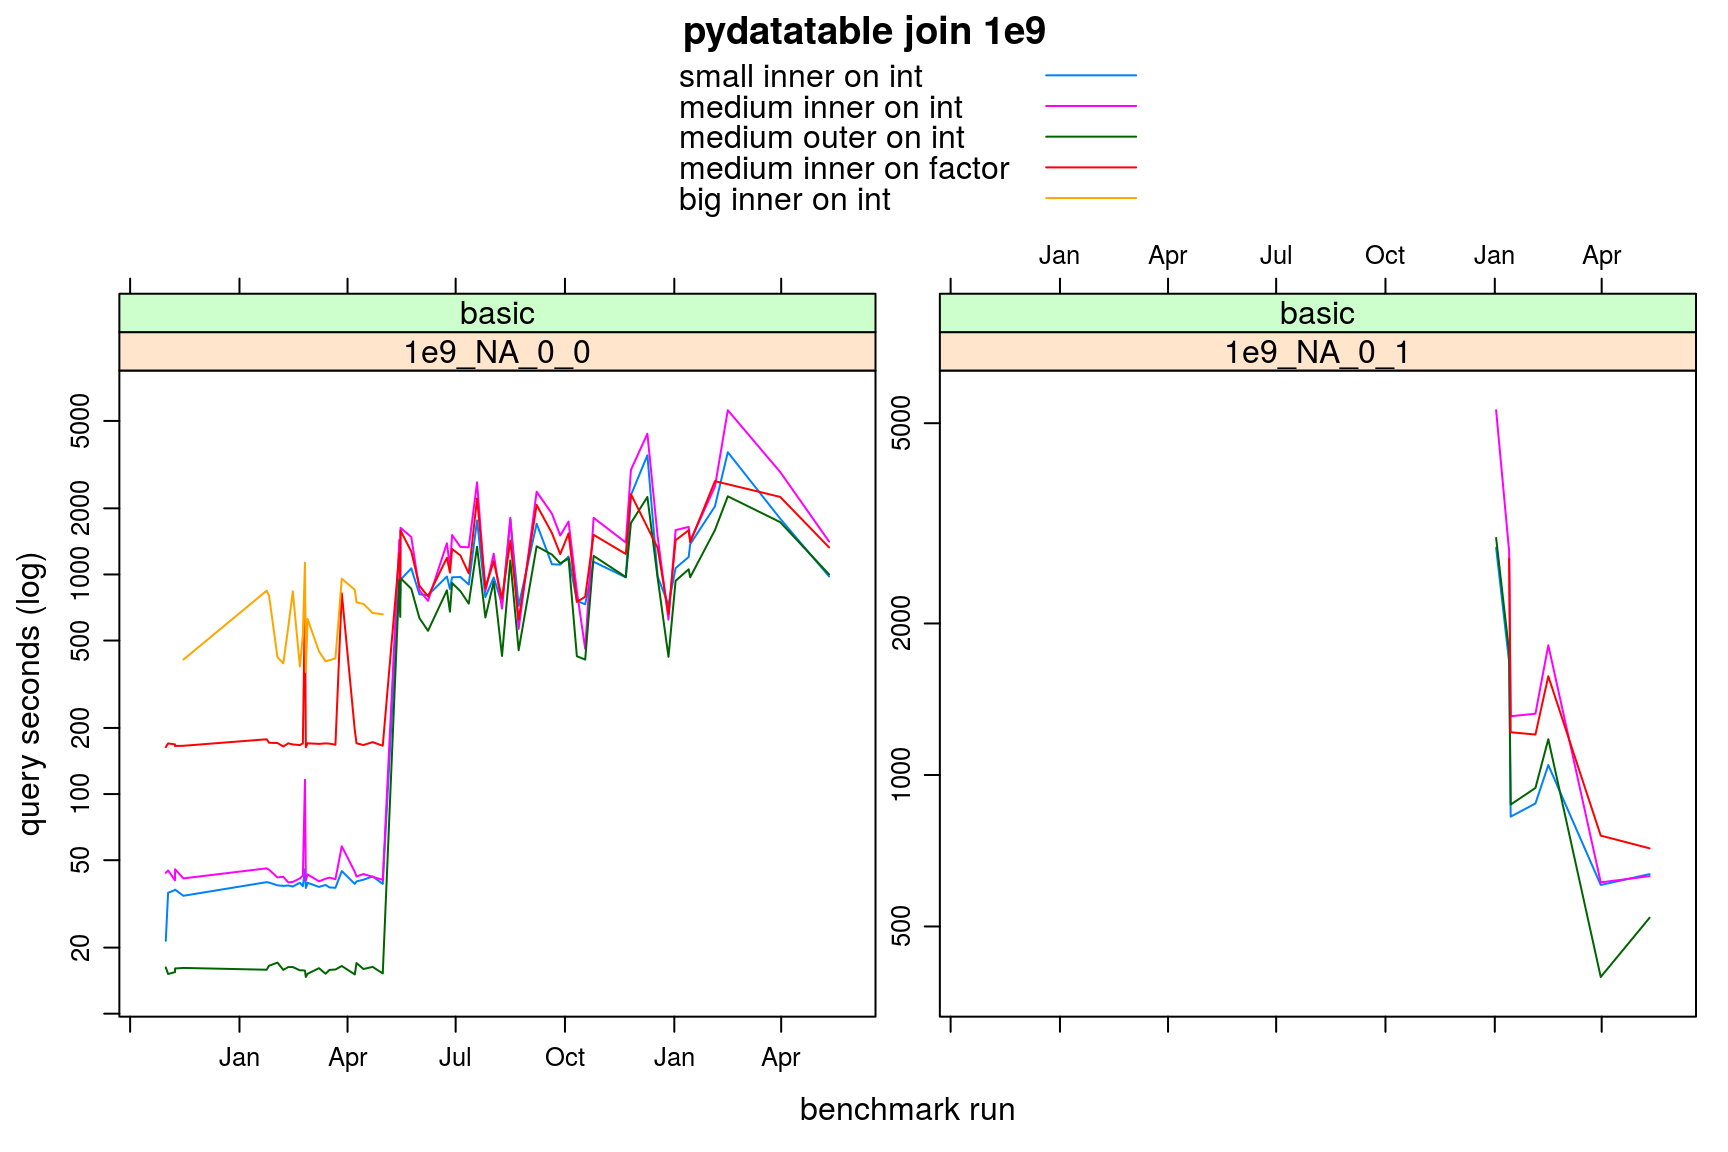 pydatatable join 1e9
small inner on int
medium inner on int
medium outer on int
medium inner on factor
big inner on int
Jan Apr Jul Oct Jan Apr
basic basic
1e9_NA_0_0 1e9_NA_0_1
query seconds (log)
5000
2000
1000
500
200
100
50
20
5000
2000
1000
500
Jan Apr Jul Oct Jan Apr
benchmark run